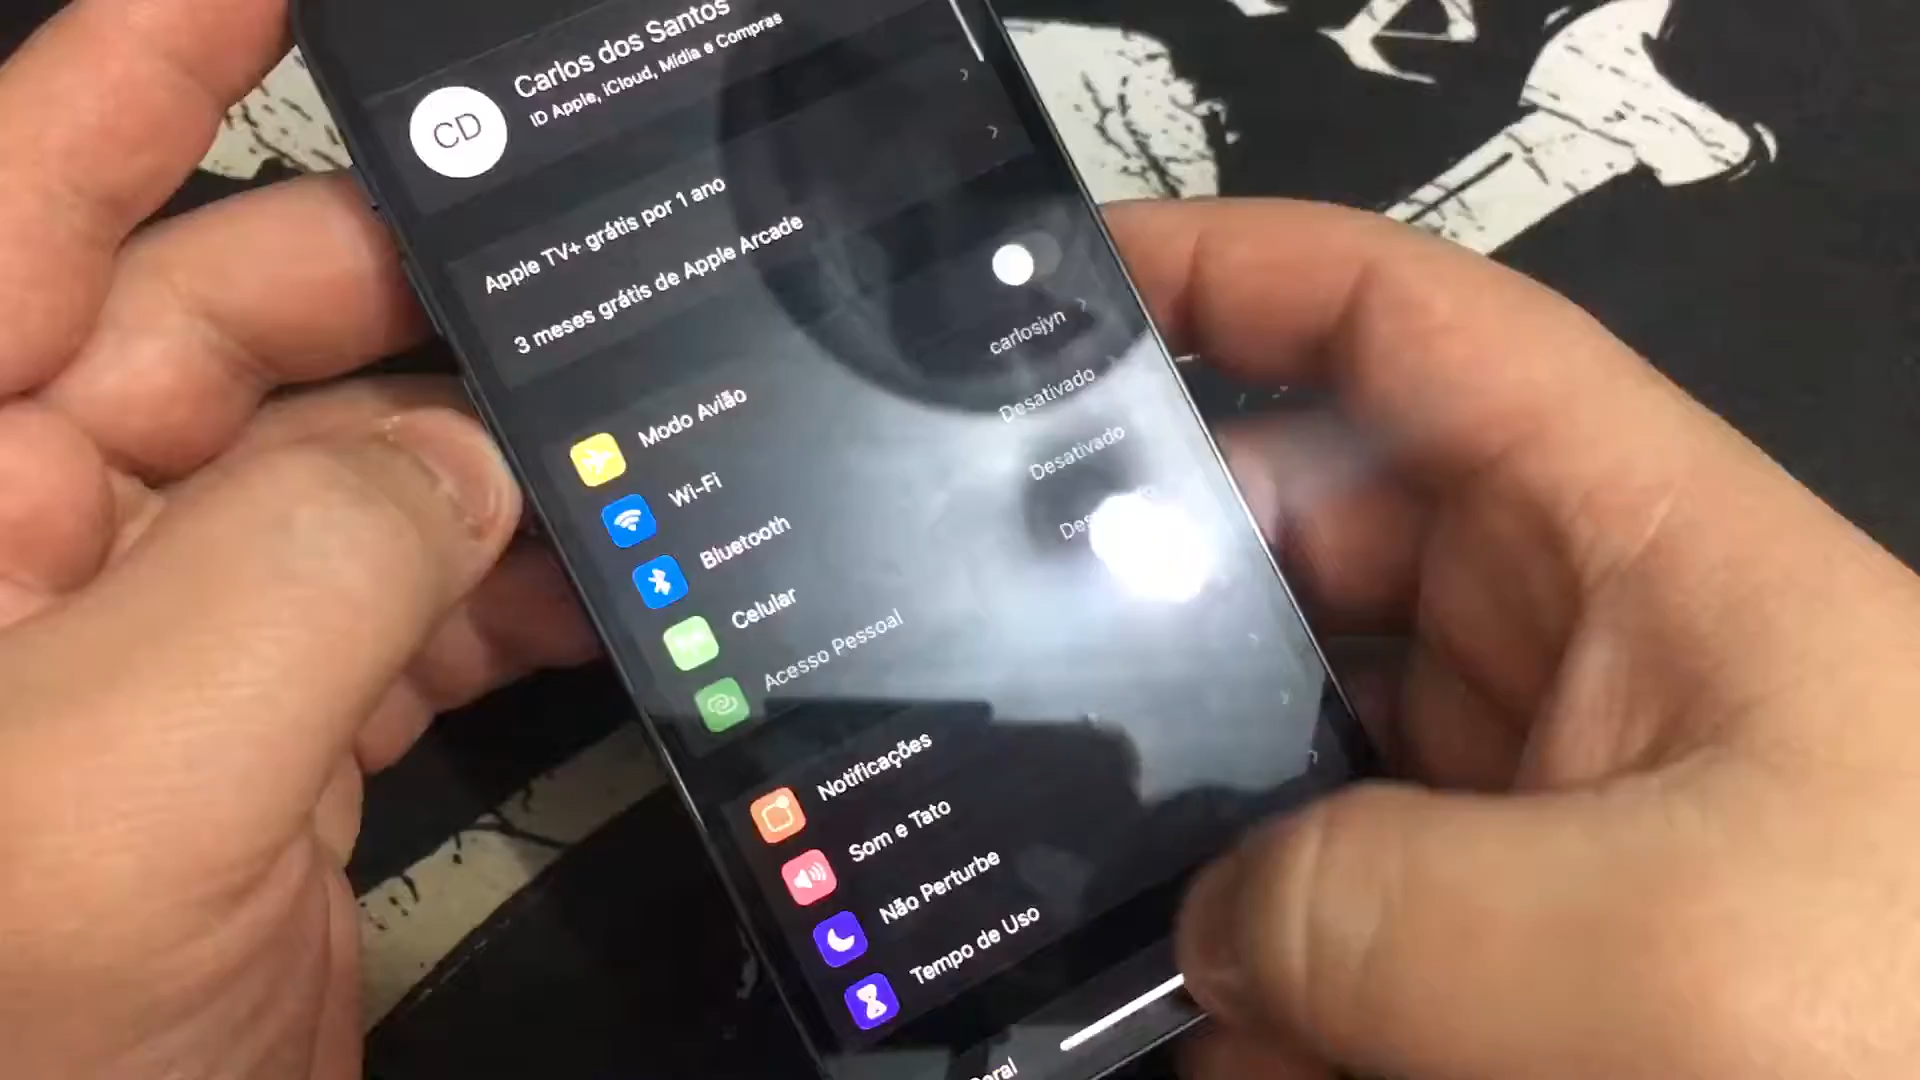 Carlos dos Santos
CD
ID Apple, iCloud, Mídia e Compras
Apple TV+ grátis por 1 ano
3 meses grátis de Apple Arcade
Modo Avião
Wi-Fi
carlosjyn
Bluetooth
Desativado
Celular
Desativado
Acesso Pessoal
Notificações
Som e Tato
Não Perturbe
Tempo de Uso